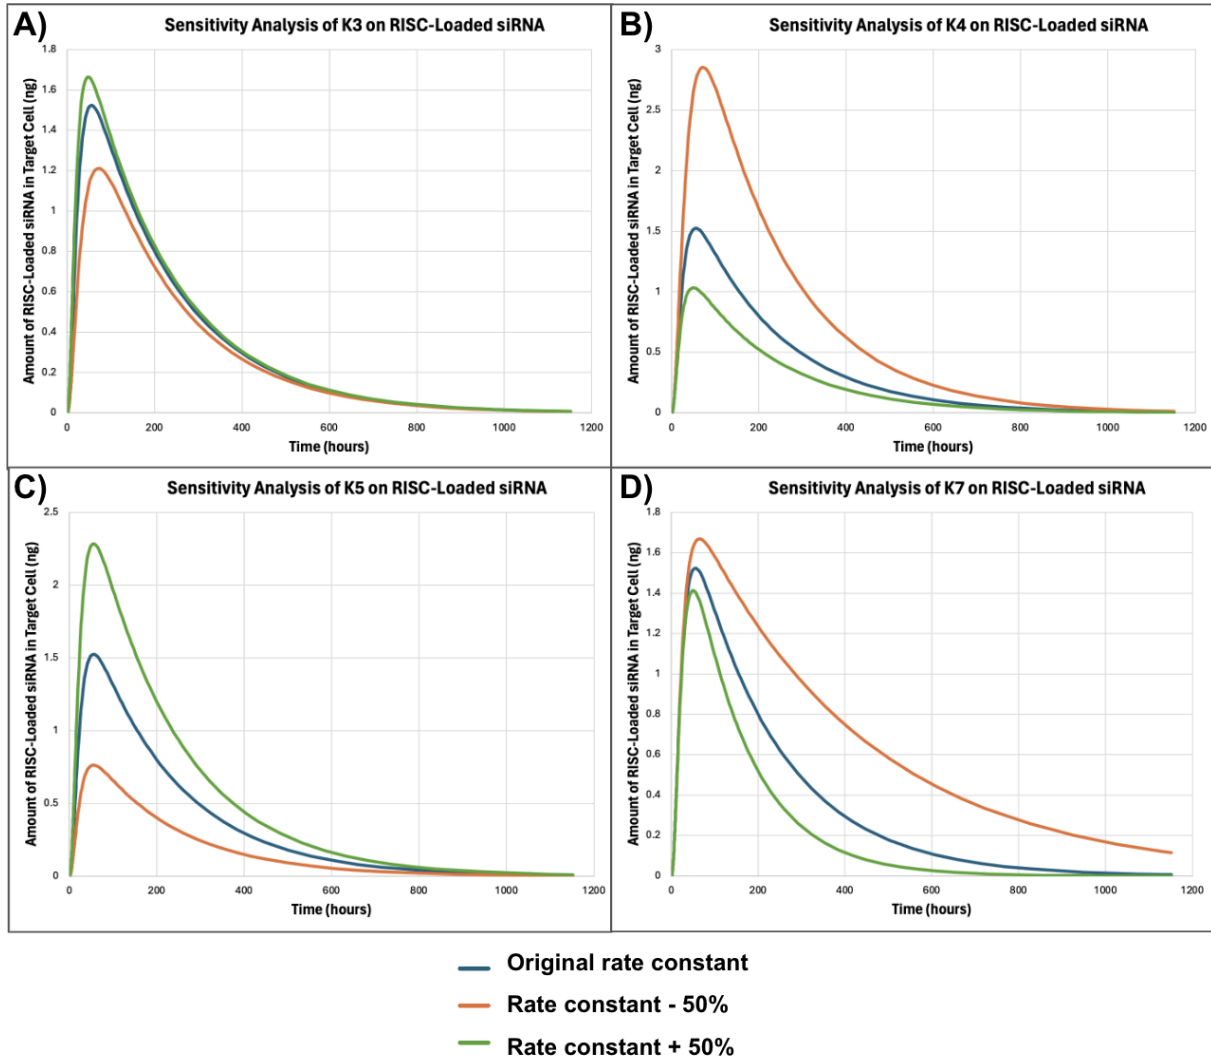 A)
Sensitivity Analysis of K3 on RISC-Loaded siRNA
Amount of RISC-Loaded siRNA in Target Cell (ng)
1.8
1.6
1.4
1.2
1
0.8
0.6
0.4
0.2
0
0 200 400 600 800 1000 1200
Time (hours)
B)
Sensitivity Analysis of K4 on RISC-Loaded siRNA
Amount of RISC-Loaded siRNA in Target Cell (ng)
3
2.5
2
1.5
1
0.5
0
0 200 400 600 800 1000 1200
Time (hours)
C)
Sensitivity Analysis of K5 on RISC-Loaded siRNA
Amount of RISC-Loaded siRNA in Target Cell (ng)
2.5
2
1.5
1
0.5
0
0 200 400 600 800 1000 1200
Time (hours)
D)
Sensitivity Analysis of K7 on RISC-Loaded siRNA
Amount of RISC-Loaded siRNA in Target Cell (ng)
1.8
1.6
1.4
1.2
1
0.8
0.6
0.4
0.2
0
0 200 400 600 800 1000 1200
Time (hours)
Original rate constant
Rate constant - 50%
Rate constant + 50%